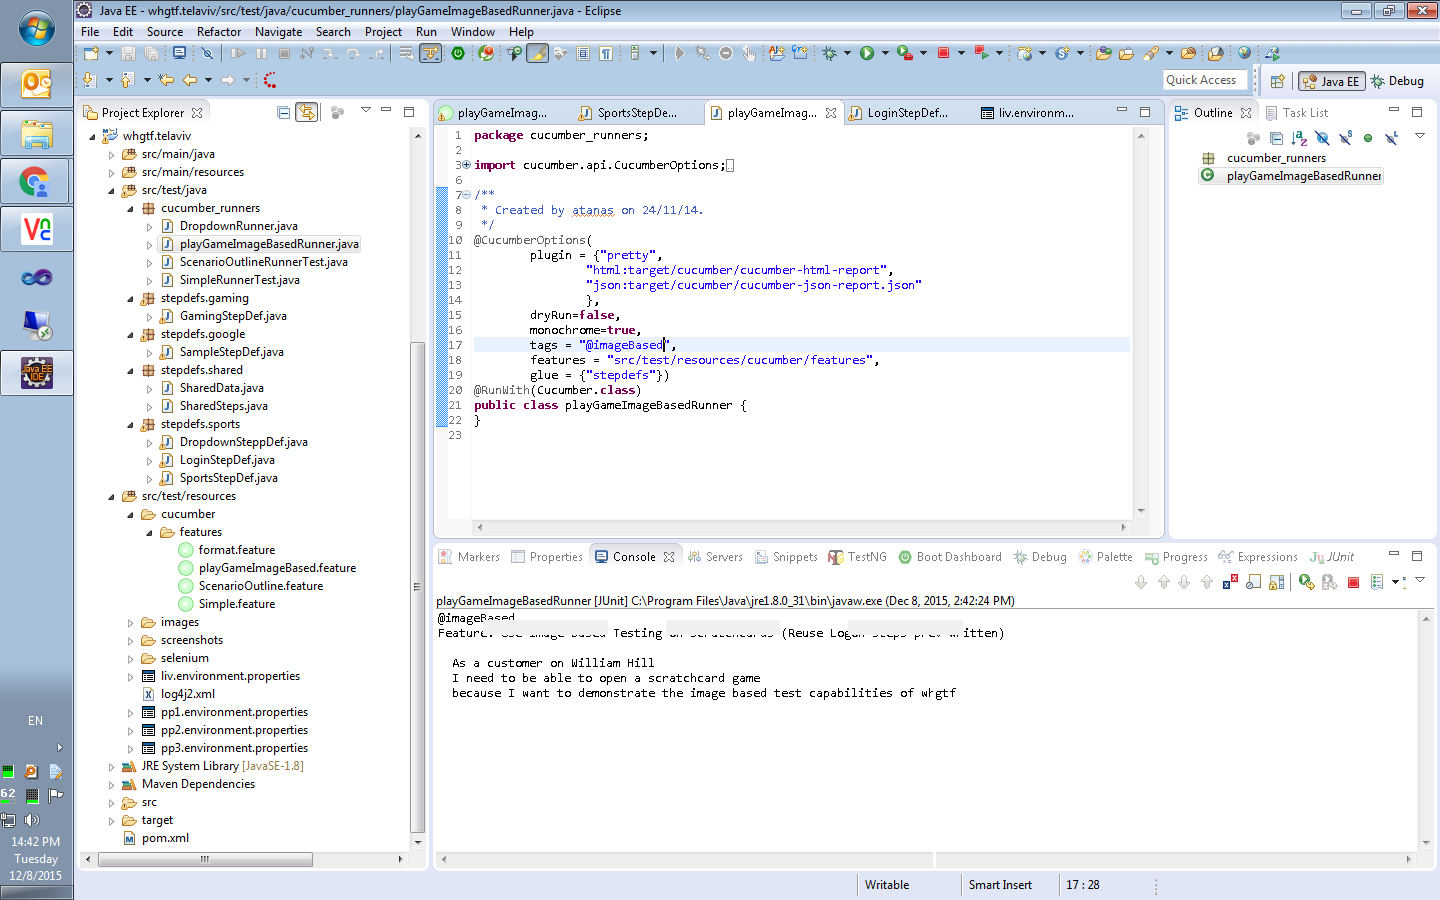 Java EE - whgtf.telaviv/src/test/java/cucumber_runners/playGameImageBasedRunner.java - Eclipse
File Edit Source Refactor Navigate Search Project Run Window Help
Quick Access Java EE Debug
Project Explorer
whgtf.telaviv
src/main/java
src/main/resources
src/test/java
cucumber_runners
DropdownRunner.java
playGameImageBasedRunner.java
ScenarioOutlineRunnerTest.java
SimpleRunnerTest.java
stepdefs.gaming
GamingStepDef.java
stepdefs.google
SampleStepDef.java
stepdefs.shared
SharedData.java
SharedSteps.java
stepdefs.sports
DropdownSteppDef.java
LoginStepDef.java
SportsStepDef.java
src/test/resources
cucumber
features
format.feature
playGameImageBased.feature
ScenarioOutline.feature
Simple.feature
images
screenshots
selenium
liv.environment.properties
log4j2.xml
pp1.environment.properties
pp2.environment.properties
pp3.environment.properties
JRE System Library [JavaSE-1.8]
Maven Dependencies
src
target
pom.xml
playGameImag... SportsStepDe... playGameImag... LoginStepDef... liv.environm...
1 package cucumber_runners;
2
3 import cucumber.api.CucumberOptions;
6
7 /**
8 * Created by atanas on 24/11/14.
9 */
10 @CucumberOptions(
11 plugin = {"pretty",
12 "html:target/cucumber/cucumber-html-report",
13 "json:target/cucumber/cucumber-json-report.json"
14 },
15 dryRun=false,
16 monochrome=true,
17 tags = "@imageBased",
18 features = "src/test/resources/cucumber/features",
19 glue = {"stepdefs"})
20 @RunWith(Cucumber.class)
21 public class playGameImageBasedRunner {
22 }
23
Outline Task List
cucumber_runners
playGameImageBasedRunner
Markers Properties Console Servers Snippets TestNG Boot Dashboard Debug Palette Progress Expressions JUnit
playGameImageBasedRunner [JUnit] C:\Program Files\Java\jre1.8.0_31\bin\javaw.exe (Dec 8, 2015, 2:42:24 PM)
@imageBased
Feature: Use Image Based Testing on Scratchcards (Reuse Logon Steps prev written)
As a customer on William Hill
I need to be able to open a scratchcard game
because I want to demonstrate the image based test capabilities of whgtf
Writable Smart Insert 17 : 28
Java EE
IDE
EN
62
14:42 PM
Tuesday
12/8/2015